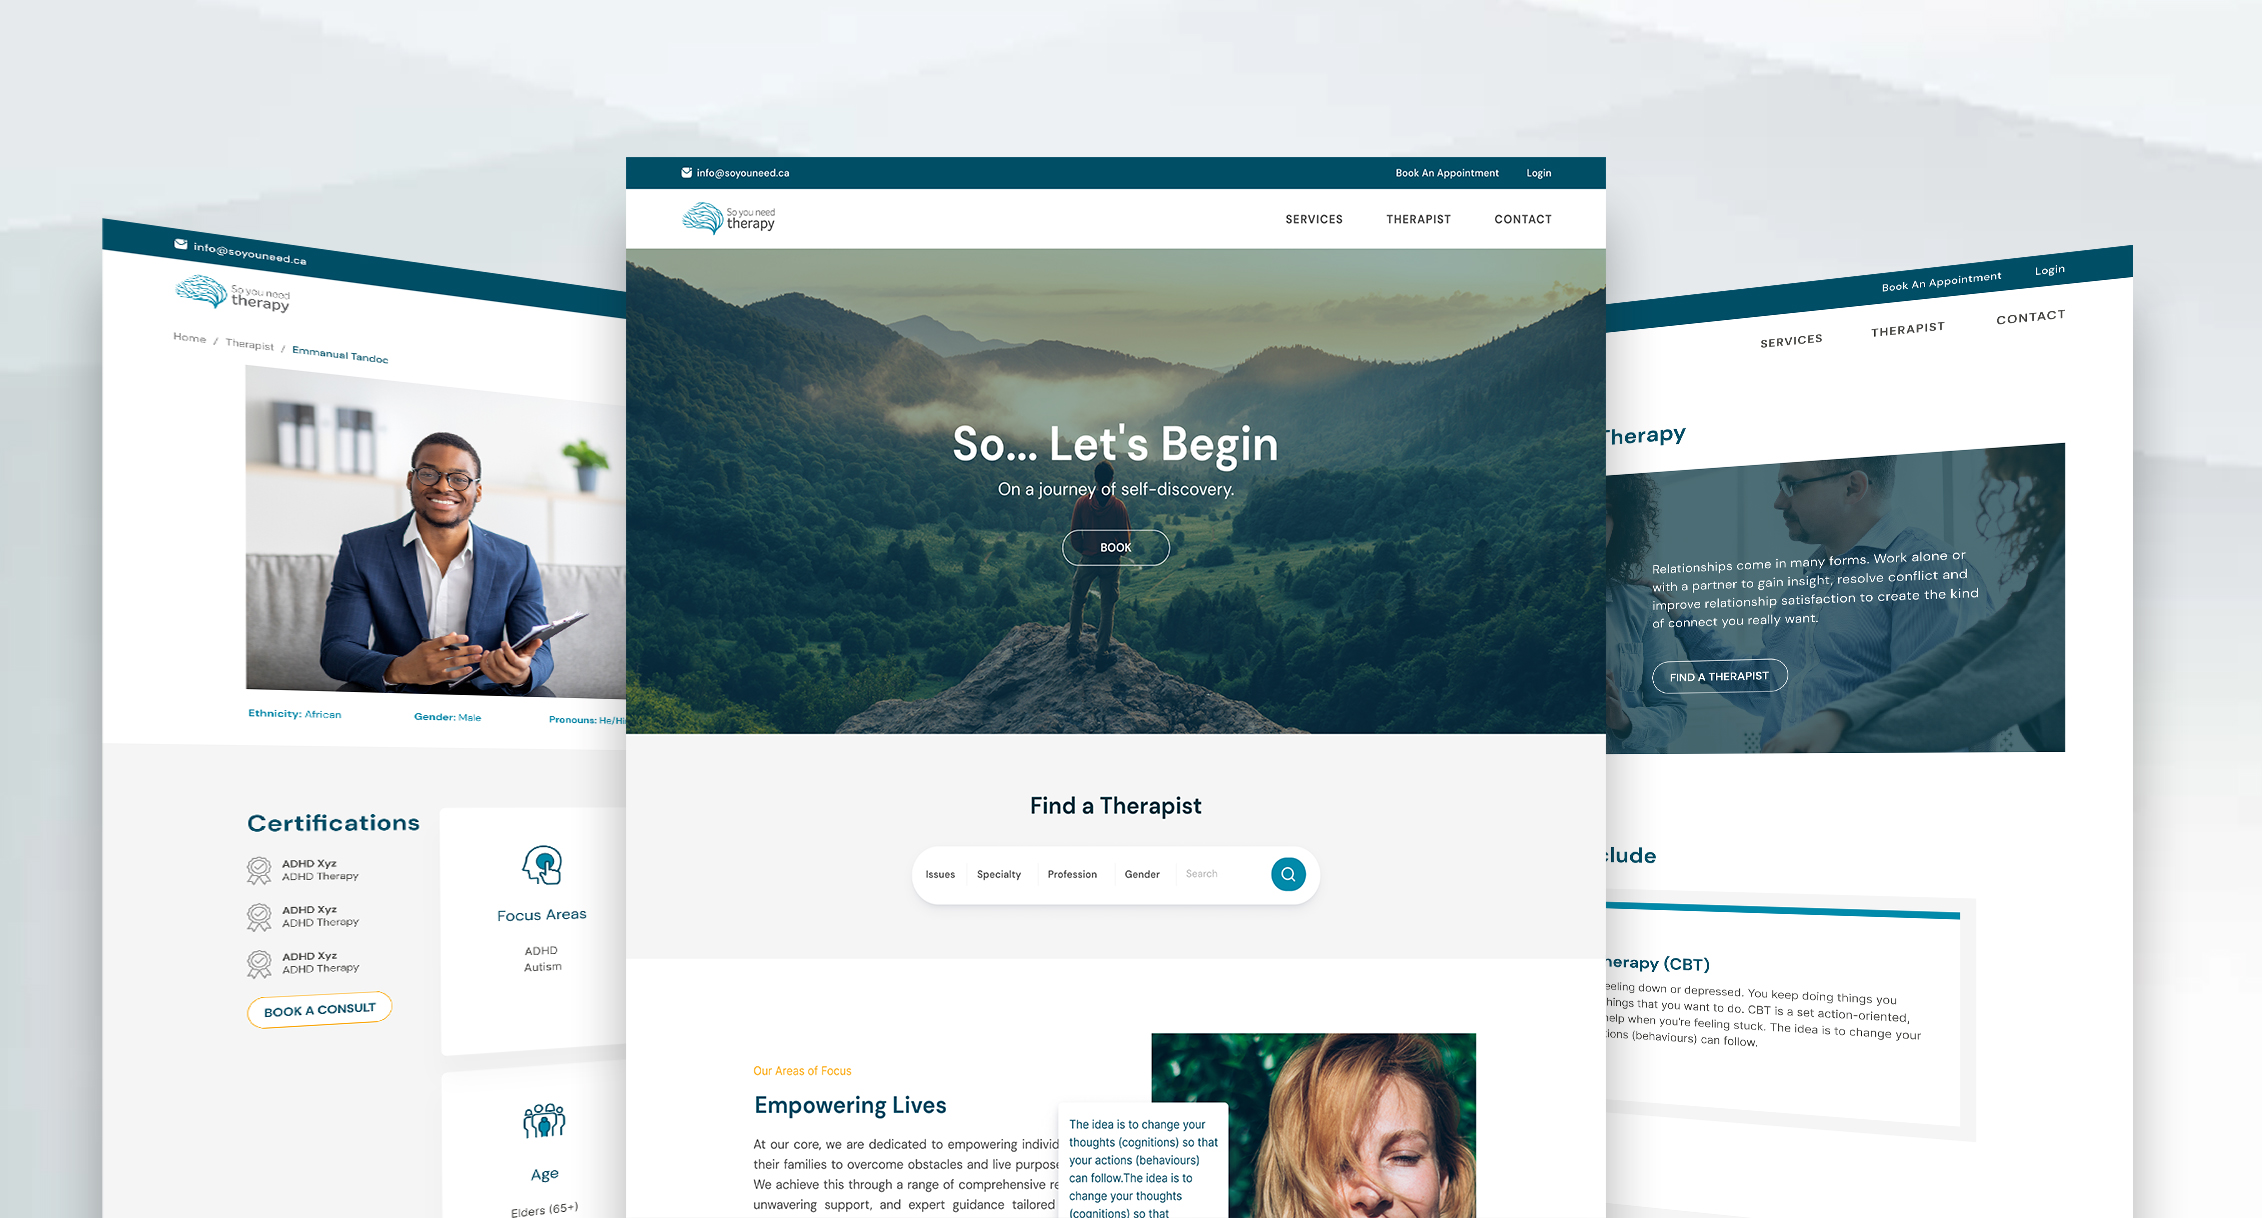 info@soyouneed.ca
So you need
therapy
Home / Therapist / Emmanual Tandoc
Ethnicity: African
Gender: Male
Pronouns: He/Hi
Certifications
ADHD Xyz
ADHD Therapy
ADHD Xyz
ADHD Therapy
ADHD Xyz
ADHD Therapy
BOOK A CONSULT
Focus Areas
ADHD
Autism
Age
Elders (65+)
info@soyouneed.ca
Book An Appointment
Login
So you need
therapy
SERVICES
THERAPIST
CONTACT
So... Let's Begin
On a journey of self-discovery.
BOOK
Find a Therapist
Issues
Specialty
Profession
Gender
Search
Our Areas of Focus
Empowering Lives
At our core, we are dedicated to empowering individ
their families to overcome obstacles and live purpose
We achieve this through a range of comprehensive re
unwavering support, and expert guidance tailored
The idea is to change your
thoughts (cognitions) so that
your actions (behaviours)
can follow.The idea is to
change your thoughts
(cognitions) so that
Book An Appointment
Login
SERVICES
THERAPIST
CONTACT
Therapy
Relationships come in many forms. Work alone or
with a partner to gain insight, resolve conflict and
improve relationship satisfaction to create the kind
of connect you really want.
FIND A THERAPIST
clude
herapy (CBT)
eeling down or depressed. You keep doing things you
hings that you want to do. CBT is a set action-oriented,
help when you're feeling stuck. The idea is to change your
tions (behaviours) can follow.